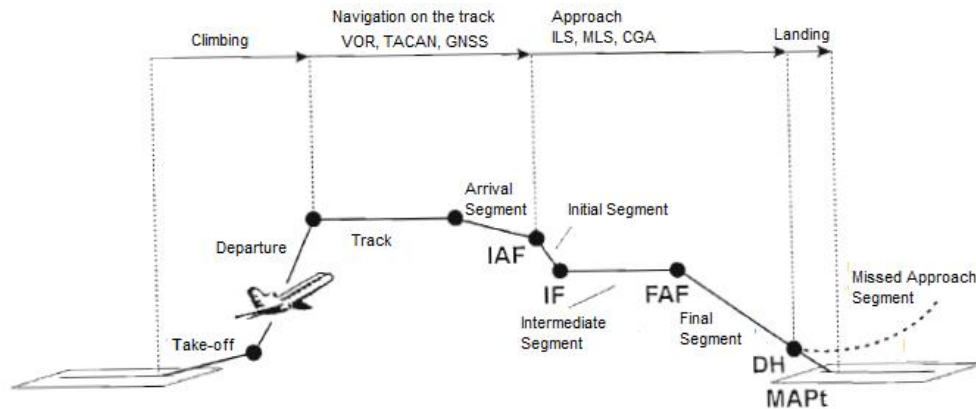 Navigation on the track
Approach
Climbing
VOR, TACAN, GNSS
ILS, MLS, CGA
Landing
Arrival
Segment
Initial Segment
Departure
Track
IAF
IF
FAF
Missed Approach
Segment
Intermediate
Segment
Final
Segment
Take-off
DH
MAPt